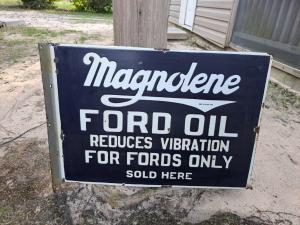 Magnolene
FORD OIL
REDUCES VIBRATION
FOR FORDS ONLY
SOLD HERE